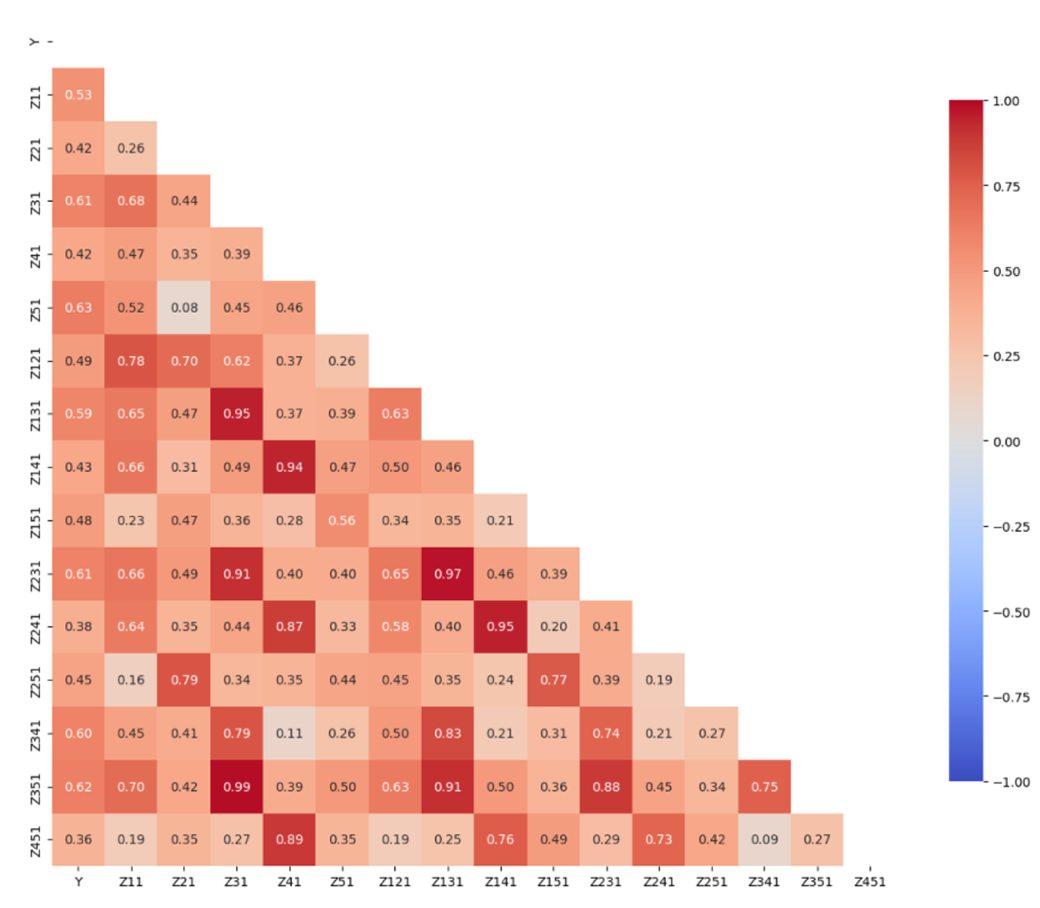 Y
Z11 0.53
Z21 0.42 0.26
Z31 0.61 0.68 0.44
Z41 0.42 0.47 0.35 0.39
Z51 0.63 0.52 0.08 0.45 0.46
Z121 0.49 0.78 0.70 0.62 0.37 0.26
Z131 0.59 0.65 0.47 0.95 0.37 0.39 0.63
Z141 0.43 0.66 0.31 0.49 0.94 0.47 0.50 0.46
Z151 0.48 0.23 0.47 0.36 0.28 0.56 0.34 0.35 0.21
Z231 0.61 0.66 0.49 0.91 0.40 0.40 0.65 0.97 0.46 0.39
Z241 0.38 0.64 0.35 0.44 0.87 0.33 0.58 0.40 0.95 0.20 0.41
Z251 0.45 0.16 0.79 0.34 0.35 0.44 0.45 0.35 0.24 0.77 0.39 0.19
Z341 0.60 0.45 0.41 0.79 0.11 0.26 0.50 0.83 0.21 0.31 0.74 0.21 0.27
Z351 0.62 0.70 0.42 0.99 0.39 0.50 0.63 0.91 0.50 0.36 0.88 0.45 0.34 0.75
Z451 0.36 0.19 0.35 0.27 0.89 0.35 0.19 0.25 0.76 0.49 0.29 0.73 0.42 0.09 0.27
Y Z11 Z21 Z31 Z41 Z51 Z121 Z131 Z141 Z151 Z231 Z241 Z251 Z341 Z351 Z451
1.00
0.75
0.50
0.25
0.00
−0.25
−0.50
−0.75
−1.00